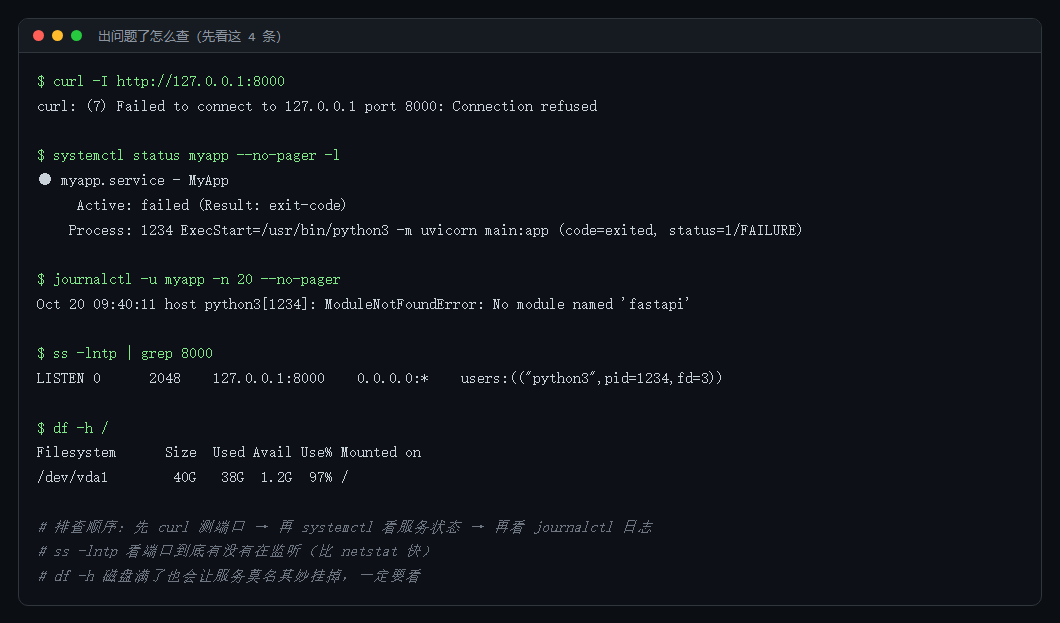 出问题了怎么查（先看这 4 条）
$ curl -I http://127.0.0.1:8000
curl: (7) Failed to connect to 127.0.0.1 port 8000: Connection refused
$ systemctl status myapp --no-pager -l
● myapp.service - MyApp
Active: failed (Result: exit-code)
Process: 1234 ExecStart=/usr/bin/python3 -m uvicorn main:app (code=exited, status=1/FAILURE)
$ journalctl -u myapp -n 20 --no-pager
Oct 20 09:40:11 host python3[1234]: ModuleNotFoundError: No module named 'fastapi'
$ ss -lntp | grep 8000
LISTEN 0      2048    127.0.0.1:8000    0.0.0.0:*    users:(("python3",pid=1234,fd=3))
$ df -h /
Filesystem      Size  Used Avail Use% Mounted on
/dev/vda1        40G   38G  1.2G  97% /
# 排查顺序: 先 curl 测端口 → 再 systemctl 看服务状态 → 再看 journalctl 日志
# ss -lntp 看端口到底有没有在监听（比 netstat 快）
# df -h 磁盘满了也会让服务莫名其妙挂掉，一定要看